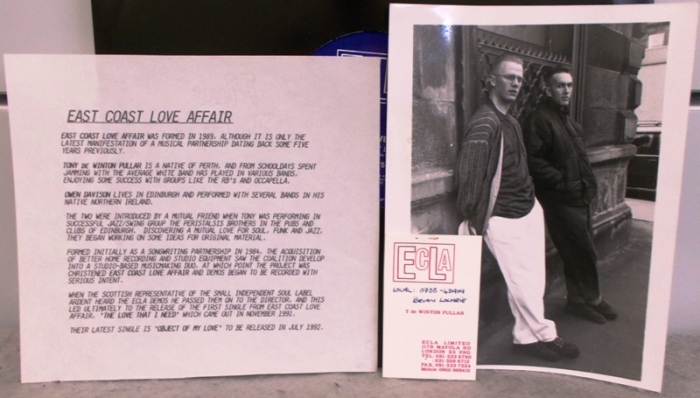 EAST COAST LOVE AFFAIR
EAST COAST LOVE AFFAIR WAS FORMED IN 1989. ALTHOUGH IT IS ONLY THE
LATEST MANIFESTATION OF A MUSICAL PARTNERSHIP DATING BACK SOME FIVE
YEARS PREVIOUSLY.
TONY DE WINTON PULLAR IS A NATIVE OF PERTH. AND FROM SCHOOLDAYS SPENT
JAMMING WITH THE AVERAGE WHITE BAND HAS PLAYED IN VARIOUS BANDS.
ENJOYING SOME SUCCESS WITH GROUPS LIKE THE RB'S AND OCCAPELLA.
OWEN DAVISON LIVES IN EDINBURGH AND PERFORMED WITH SEVERAL BANDS IN HIS
NATIVE NORTHERN IRELAND.
THE TWO WERE INTRODUCED BY A MUTUAL FRIEND WHEN TONY WAS PERFORMING IN
SUCCESSFUL JAZZ/SWING GROUP THE PERISTALSIS BROTHERS IN THE PUBS AND
CLUBS OF EDINBURGH. DISCOVERING A MUTUAL LOVE FOR SOUL, FUNK AND JAZZ,
THEY BEGAN WORKING ON SOME IDEAS FOR ORIGINAL MATERIAL.
FORMED INITIALLY AS A SONGWRITING PARTNERSHIP IN 1984. THE ACQUISITION
OF BETTER HOME RECORDING AND STUDIO EQUIPMENT SAW THE COALITION DEVELOP
INTO A STUDIO-BASED MUSICMAKING DUO. AT WHICH POINT THE PROJECT WAS
CHRISTENED EAST COAST LOVE AFFAIR AND DEMOS BEGAN TO BE RECORDED WITH
SERIOUS INTENT.
WHEN THE SCOTTISH REPRESENTATIVE OF THE SMALL INDEPENDENT SOUL LABEL
ARDENT HEARD THE ECLA DEMOS HE PASSED THEM ON TO THE DIRECTOR. AND THIS
LED ULTIMATELY TO THE RELEASE OF THE FIRST SINGLE FROM EAST COAST LOVE
AFFAIR. 'THE LOVE THAT I NEED' WHICH CAME OUT IN NOVEMBER 1991.
THEIR LATEST SINGLE IS 'OBJECT OF MY LOVE' TO BE RELEASED IN JULY 1992.
ECLA
LOCAL:
T de WINTON PULLAR
ECLA LIMITED
LONDON